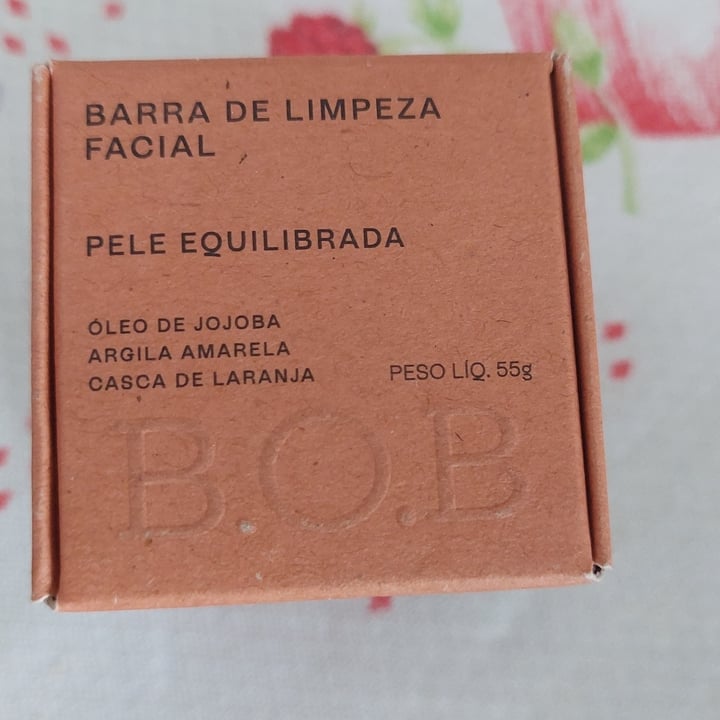 BARRA DE LIMPEZA
FACIAL
PELE EQUILIBRADA
ÓLEO DE JOJOBA
ARGILA AMARELA
CASCA DE LARANJA
PESO LÍQ. 55g
B.O.B